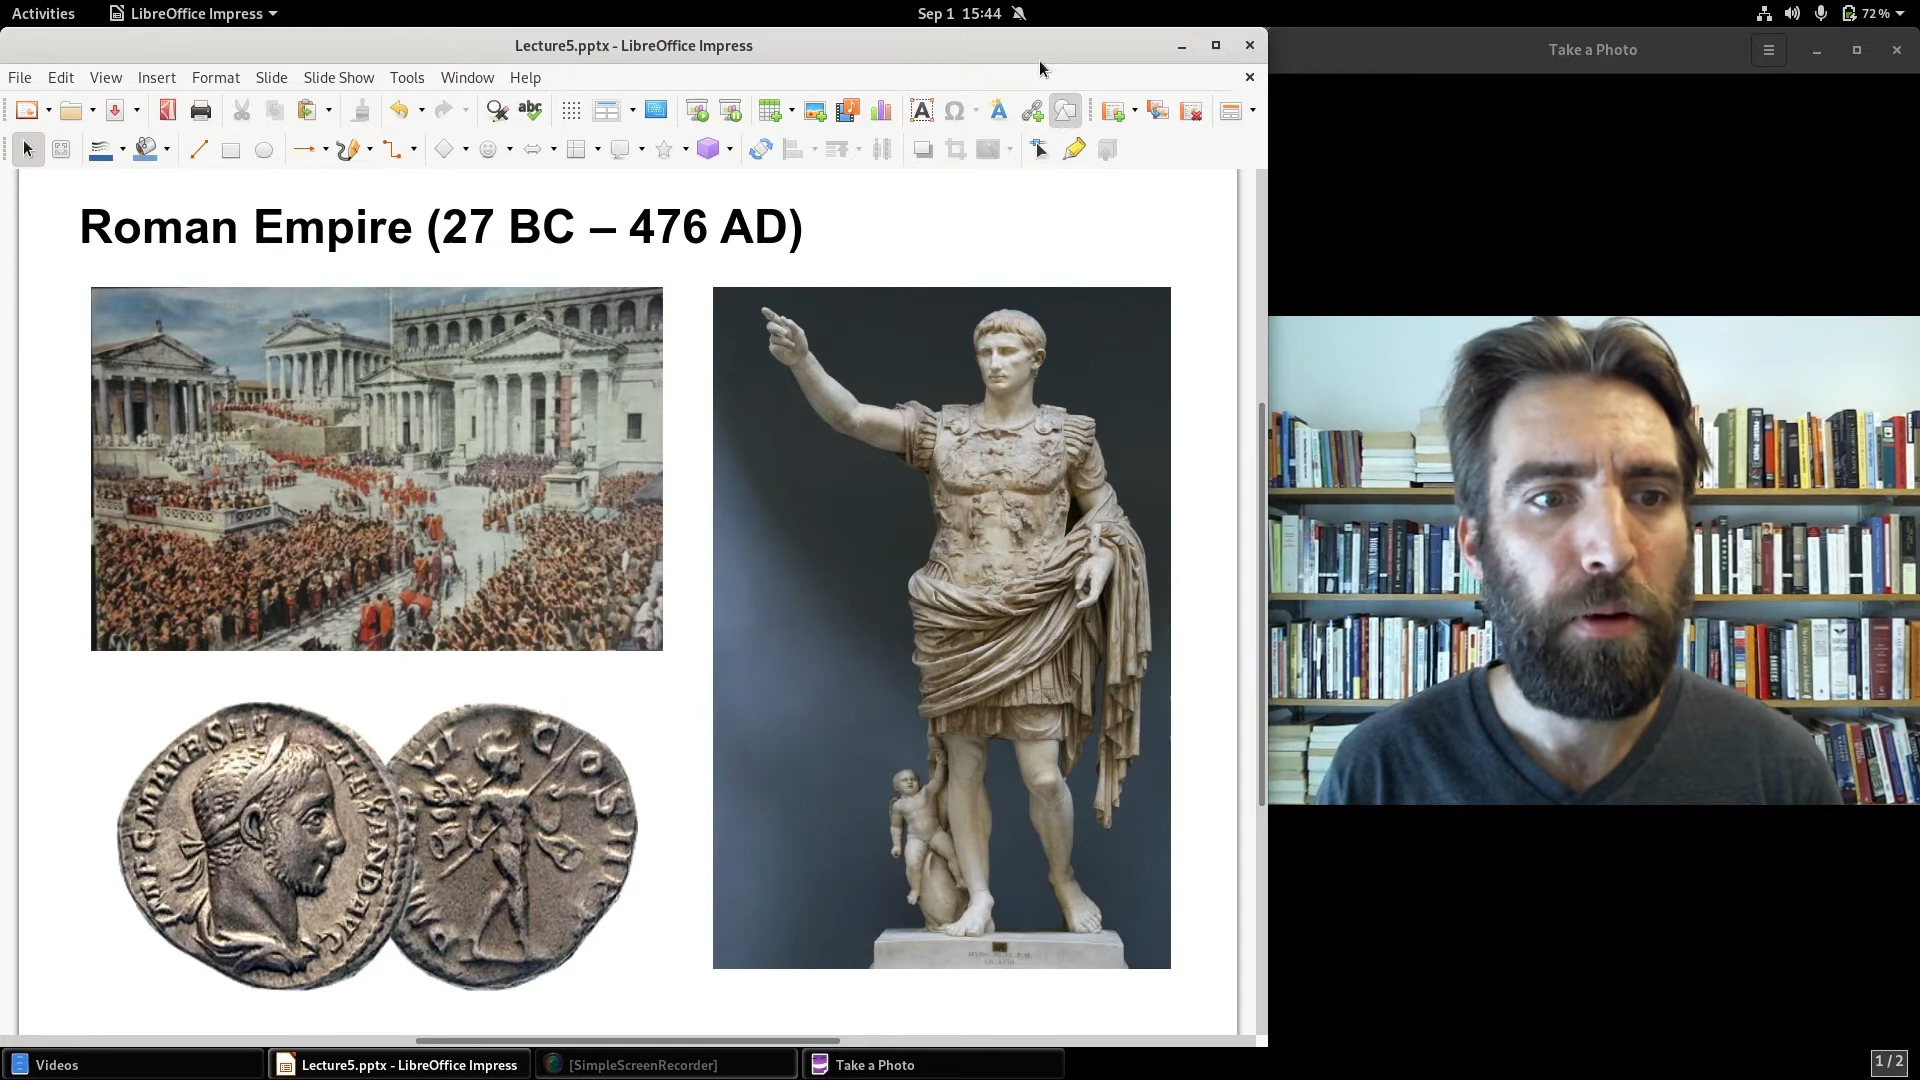 Activities
LibreOffice Impress
Sep 1 15:44
72 %
Lecture5.pptx - LibreOffice Impress
Take a Photo
File Edit View Insert Format Slide Slide Show Tools Window Help
abc
Roman Empire (27 BC – 476 AD)
Videos
Lecture5.pptx - LibreOffice Impress
[SimpleScreenRecorder]
Take a Photo
1 / 2